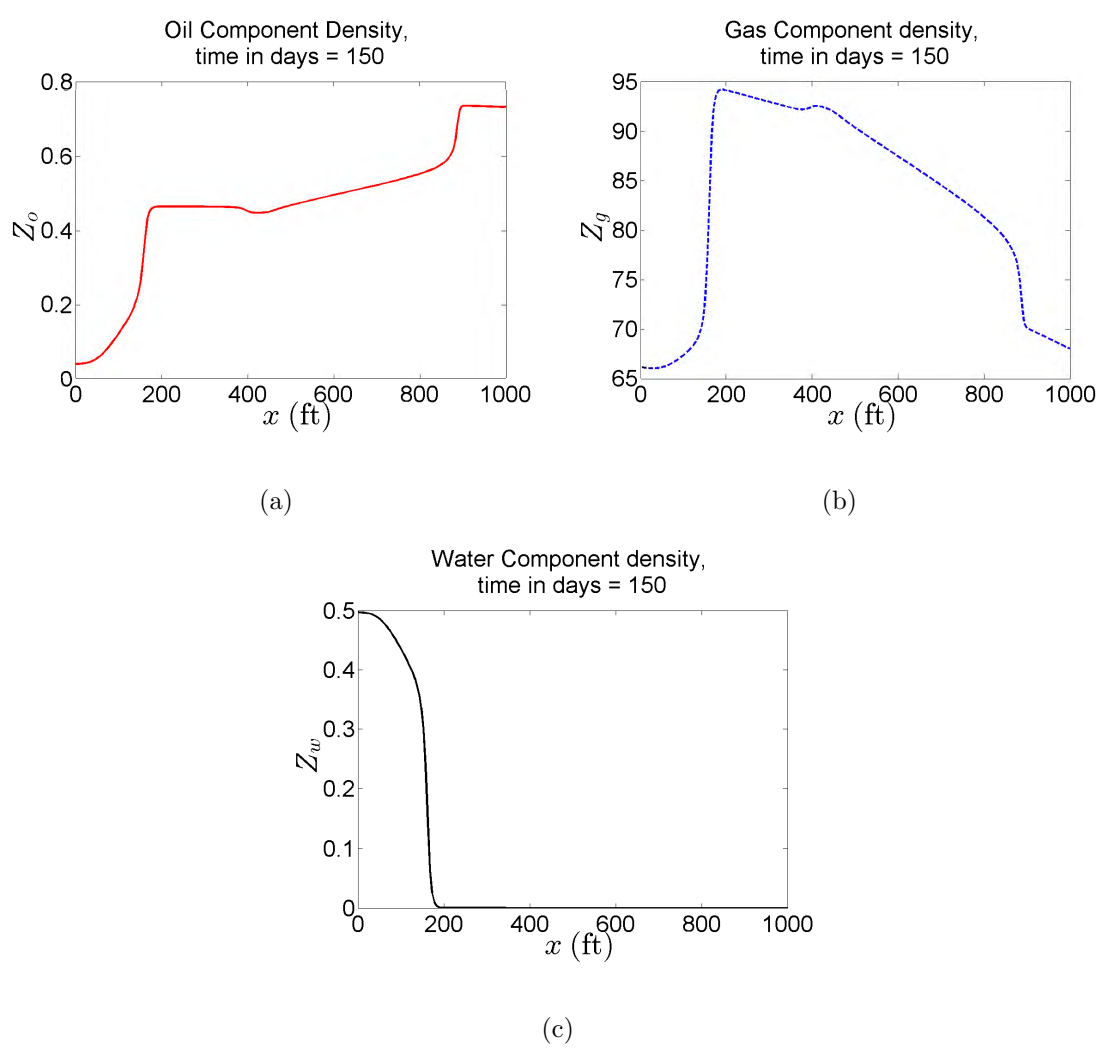 Oil Component Density,
time in days = 150
0.8
0.6
0.4
0.2
0
Z_o
0 200 400 600 800 1000
x (ft)
(a)
Gas Component density,
time in days = 150
95
90
85
80
75
70
65
Z_g
0 200 400 600 800 1000
x (ft)
(b)
Water Component density,
time in days = 150
0.5
0.4
0.3
0.2
0.1
0
Z_w
0 200 400 600 800 1000
x (ft)
(c)